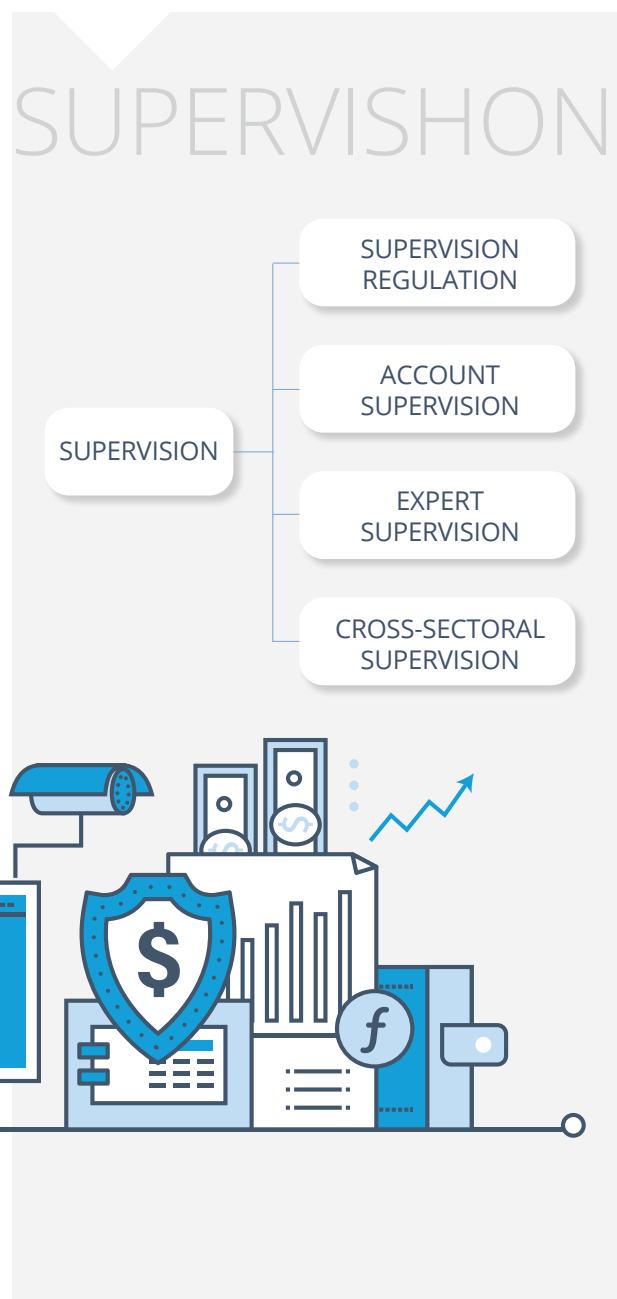 SUPERVISHON
SUPERVISION
REGULATION
ACCOUNT
SUPERVISION
SUPERVISION
EXPERT
SUPERVISION
CROSS-SECTORAL
SUPERVISION
$
$
$
f